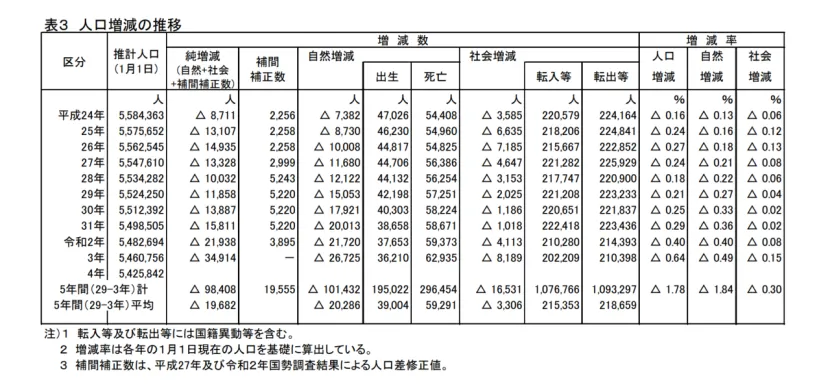 表3 人口増減の推移
区分 推計人口(1月1日) 増減数 増減率
純増減(自然+社会+補間補正数) 補間補正数 自然増減 出生 死亡 社会増減 転入等 転出等 人口増減 自然増減 社会増減
人 人 人 人 人 人 人 人 人 % % %
平成24年 5,584,363 △ 8,711 2,256 △ 7,382 47,026 54,408 △ 3,585 220,579 224,164 △ 0.16 △ 0.13 △ 0.06
25年 5,575,652 △ 13,107 2,258 △ 8,730 46,230 54,960 △ 6,635 218,206 224,841 △ 0.24 △ 0.16 △ 0.12
26年 5,562,545 △ 14,935 2,258 △ 10,008 44,817 54,825 △ 7,185 215,667 222,852 △ 0.27 △ 0.18 △ 0.13
27年 5,547,610 △ 13,328 2,999 △ 11,680 44,706 56,386 △ 4,647 221,282 225,929 △ 0.24 △ 0.21 △ 0.08
28年 5,534,282 △ 10,032 5,243 △ 12,122 44,132 56,254 △ 3,153 217,747 220,900 △ 0.18 △ 0.22 △ 0.06
29年 5,524,250 △ 11,858 5,220 △ 15,053 42,198 57,251 △ 2,025 221,208 223,233 △ 0.21 △ 0.27 △ 0.04
30年 5,512,392 △ 13,887 5,220 △ 17,921 40,303 58,224 △ 1,186 220,651 221,837 △ 0.25 △ 0.33 △ 0.02
31年 5,498,505 △ 15,811 5,220 △ 20,013 38,658 58,671 △ 1,018 222,418 223,436 △ 0.29 △ 0.36 △ 0.02
令和2年 5,482,694 △ 21,938 3,895 △ 21,720 37,653 59,373 △ 4,113 210,280 214,393 △ 0.40 △ 0.40 △ 0.08
3年 5,460,756 △ 34,914 － △ 26,725 36,210 62,935 △ 8,189 202,209 210,398 △ 0.64 △ 0.49 △ 0.15
4年 5,425,842
5年間(29-3年)計 △ 98,408 19,555 △ 101,432 195,022 296,454 △ 16,531 1,076,766 1,093,297 △ 1.78 △ 1.84 △ 0.30
5年間(29-3年)平均 △ 19,682 △ 20,286 39,004 59,291 △ 3,306 215,353 218,659
注)1 転入等及び転出等には国籍異動等を含む。
2 増減率は各年の1月1日現在の人口を基礎に算出している。
3 補間補正数は、平成27年及び令和2年国勢調査結果による人口差修正値。